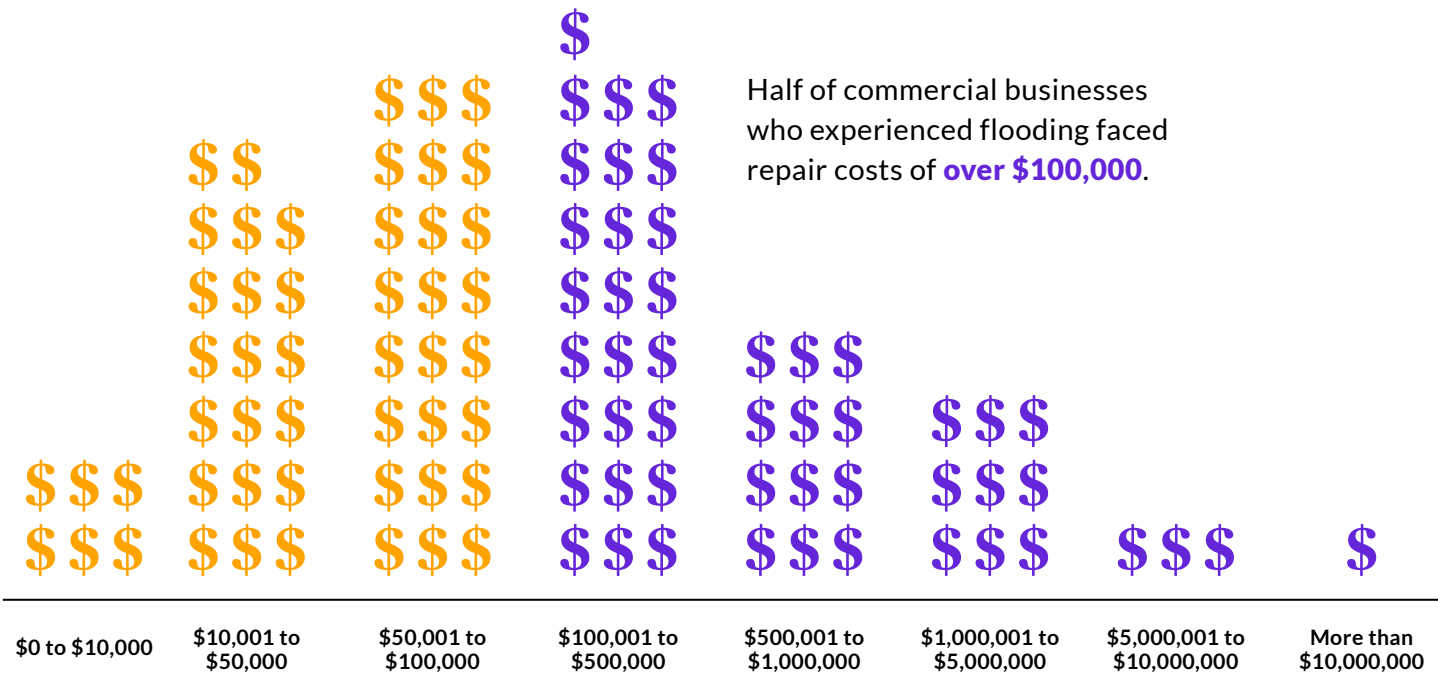 $
$ $ $ $ $ $
$ $ $ $ $ $ $ $
$ $ $ $ $ $ $ $ $
$ $ $ $ $ $ $ $ $
$ $ $ $ $ $ $ $ $ $ $ $
$ $ $ $ $ $ $ $ $ $ $ $ $ $ $
$ $ $ $ $ $ $ $ $ $ $ $ $ $ $ $ $ $
$ $ $ $ $ $ $ $ $ $ $ $ $ $ $ $ $ $ $ $ $ $
Half of commercial businesses
who experienced flooding faced
repair costs of over $100,000.
$0 to $10,000
$10,001 to
$50,000
$50,001 to
$100,000
$100,001 to
$500,000
$500,001 to
$1,000,000
$1,000,001 to
$5,000,000
$5,000,001 to
$10,000,000
More than
$10,000,000